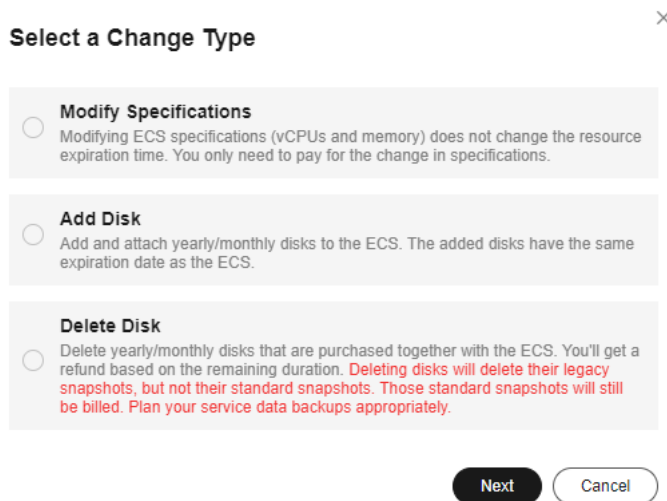 Select a Change Type
Modify Specifications
Modifying ECS specifications (vCPUs and memory) does not change the resource
expiration time. You only need to pay for the change in specifications.
Add Disk
Add and attach yearly/monthly disks to the ECS. The added disks have the same
expiration date as the ECS.
Delete Disk
Delete yearly/monthly disks that are purchased together with the ECS. You'll get a
refund based on the remaining duration. Deleting disks will delete their legacy
snapshots, but not their standard snapshots. Those standard snapshots will still
be billed. Plan your service data backups appropriately.
Next Cancel